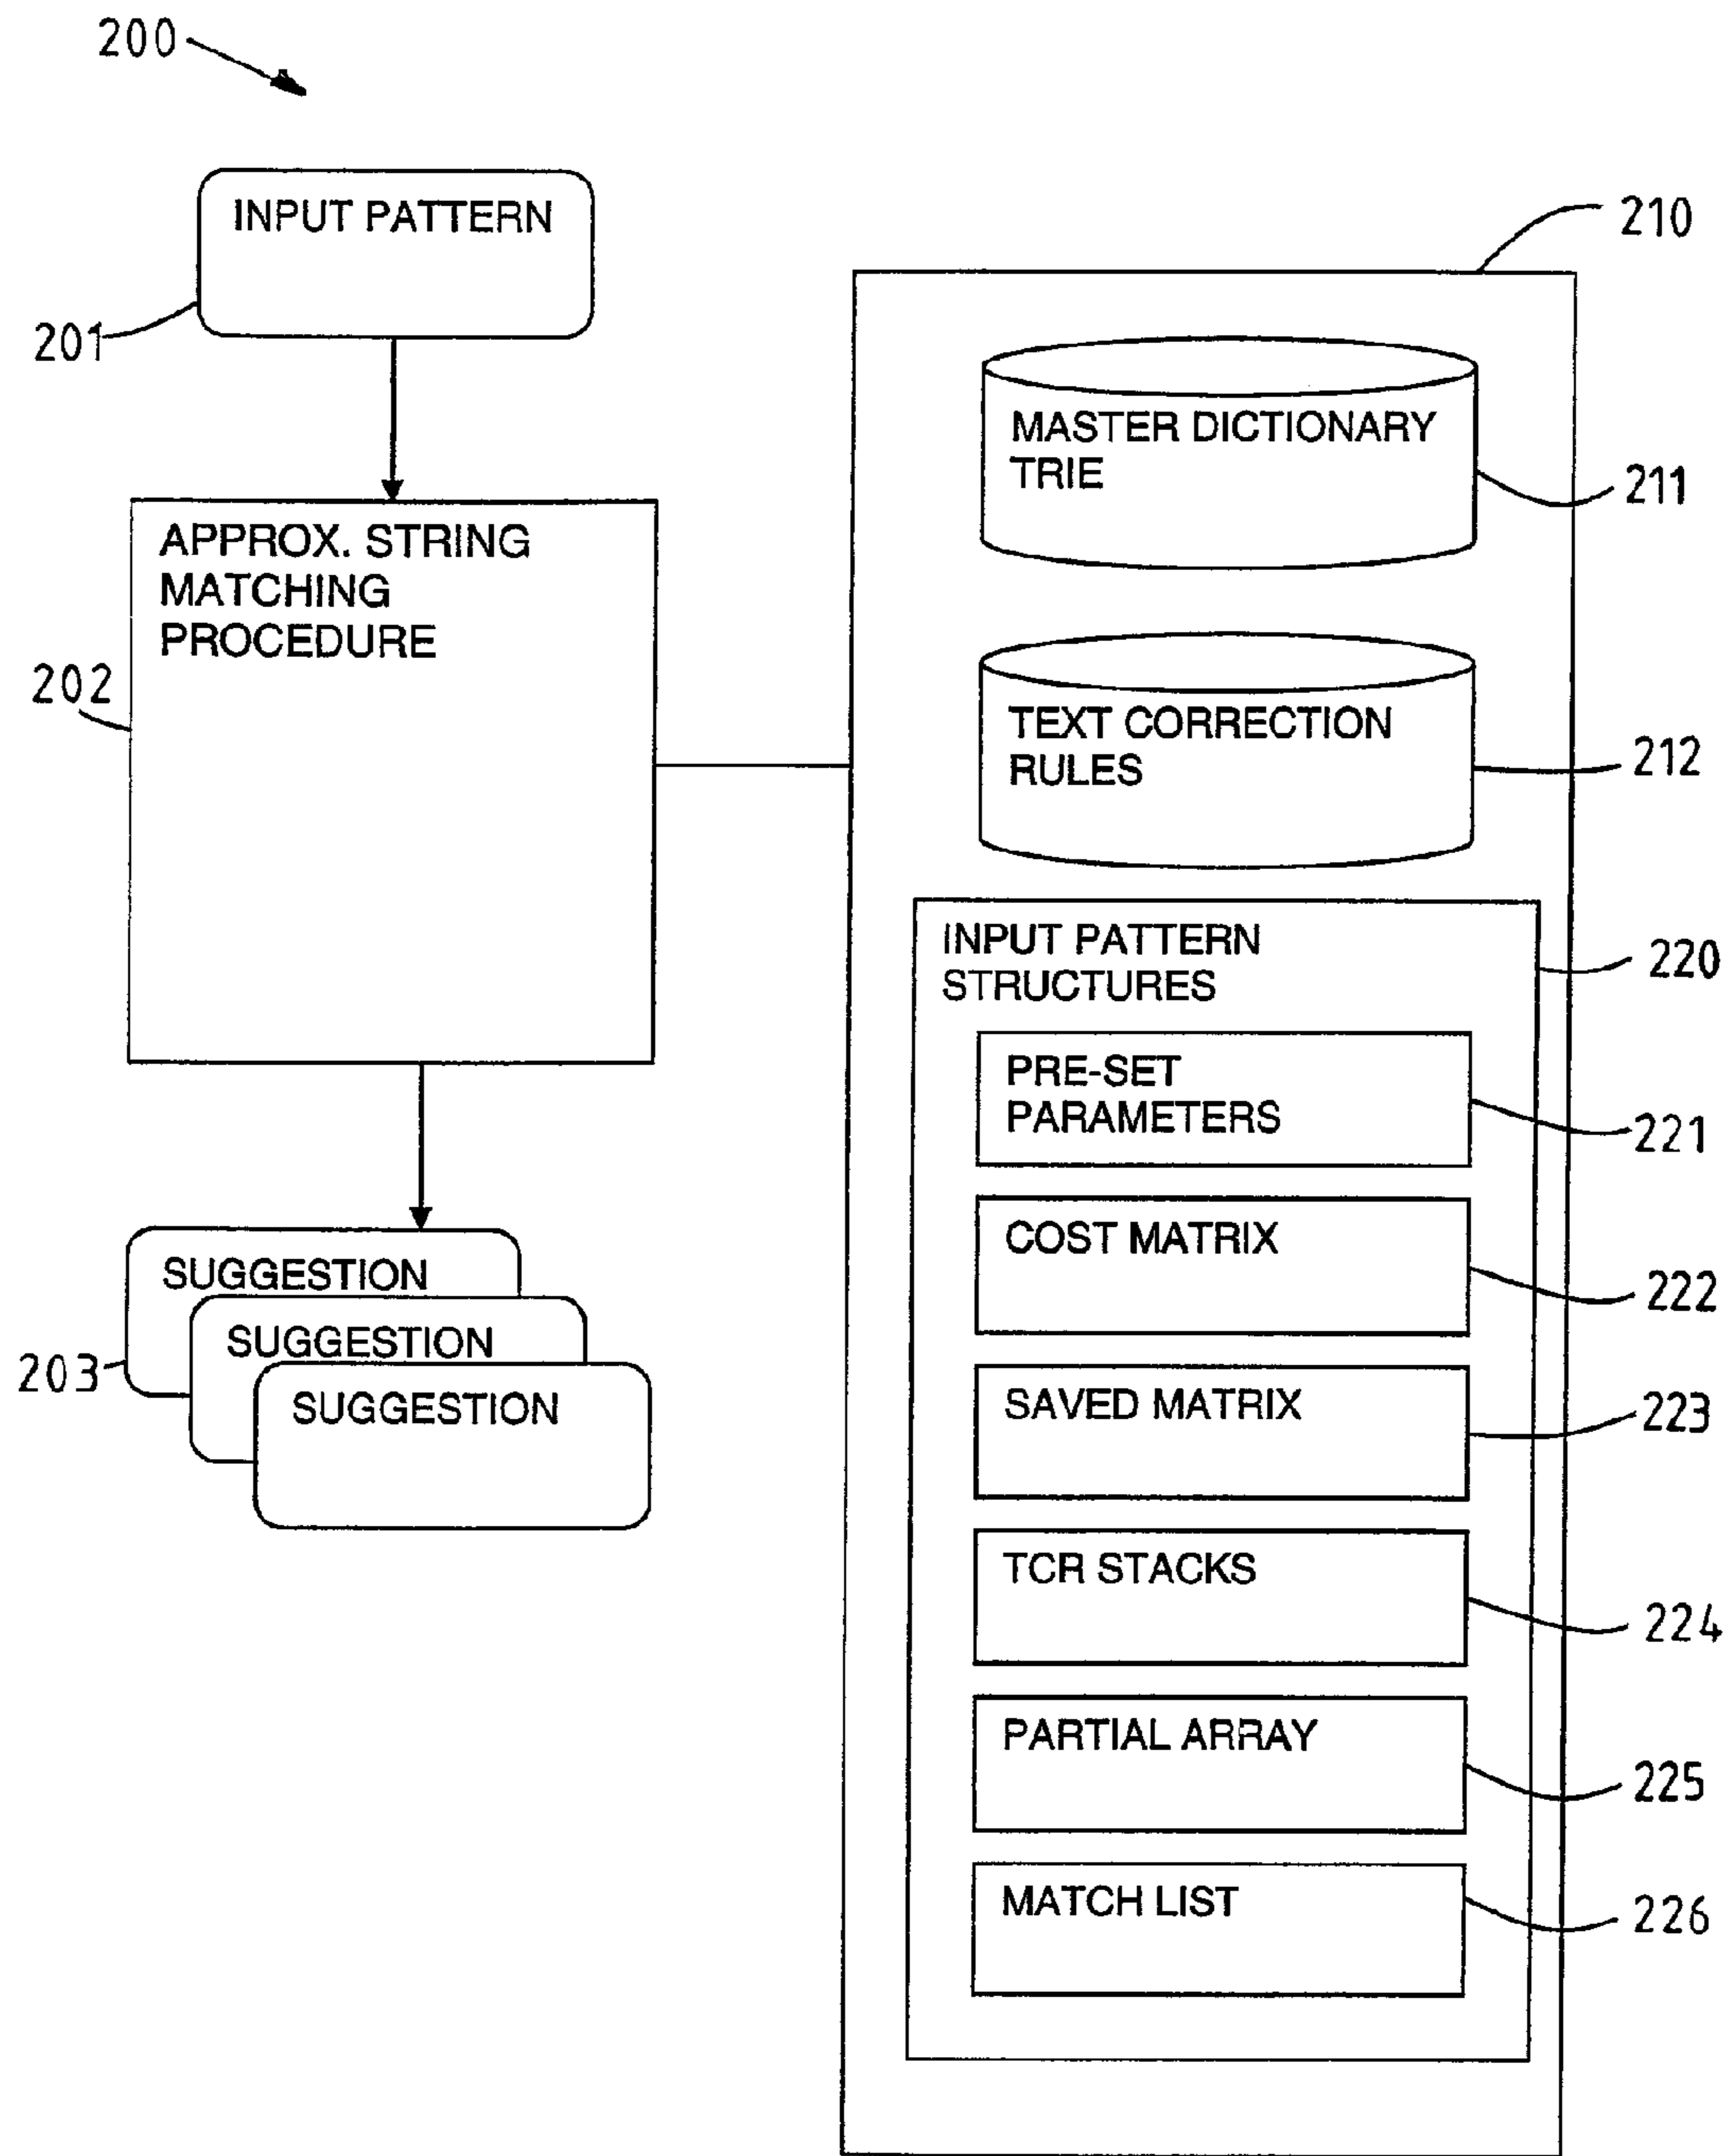 200
INPUT PATTERN
201
APPROX. STRING
MATCHING
PROCEDURE
202
SUGGESTION
SUGGESTION
SUGGESTION
203
210
MASTER DICTIONARY
TRIE
211
TEXT CORRECTION
RULES
212
INPUT PATTERN
STRUCTURES
220
PRE-SET
PARAMETERS
221
COST MATRIX
222
SAVED MATRIX
223
TCR STACKS
224
PARTIAL ARRAY
225
MATCH LIST
226